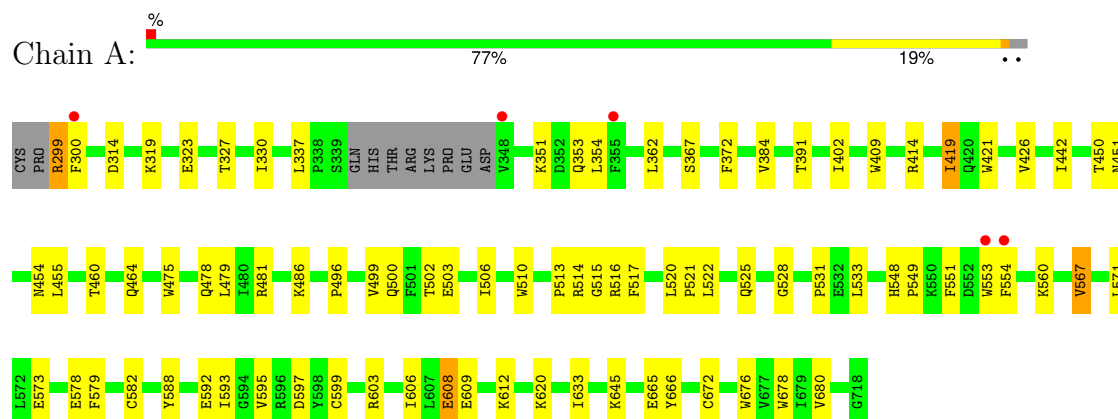 %
Chain A:
77% 19% • •
CYS PRO R299 F300 D314 K319 E323 T327 I330 L337 P338 S339 GLN HIS THR ARG LYS PRO GLU ASP V348 K351 D352 Q353 L354 F355 L362 S367 F372 V384 T391 I402 W409 R414 I419 Q420 W421 V426 I442 T450 N451
N454 L455 T460 Q464 W475 Q478 L479 I480 R481 K486 P496 V499 Q500 F501 T502 E503 I506 W510 P513 R514 G515 R516 F517 L520 P521 L522 Q525 G528 P531 E532 L533 H548 P549 K550 F551 D552 W553 F554 K560 V567 L571
L572 E573 E578 F579 C582 Y588 E592 I593 G594 V595 R596 D597 Y598 C599 R603 I606 L607 E608 E609 K612 K620 I633 K645 E665 Y666 C672 W676 V677 W678 I679 V680 G718